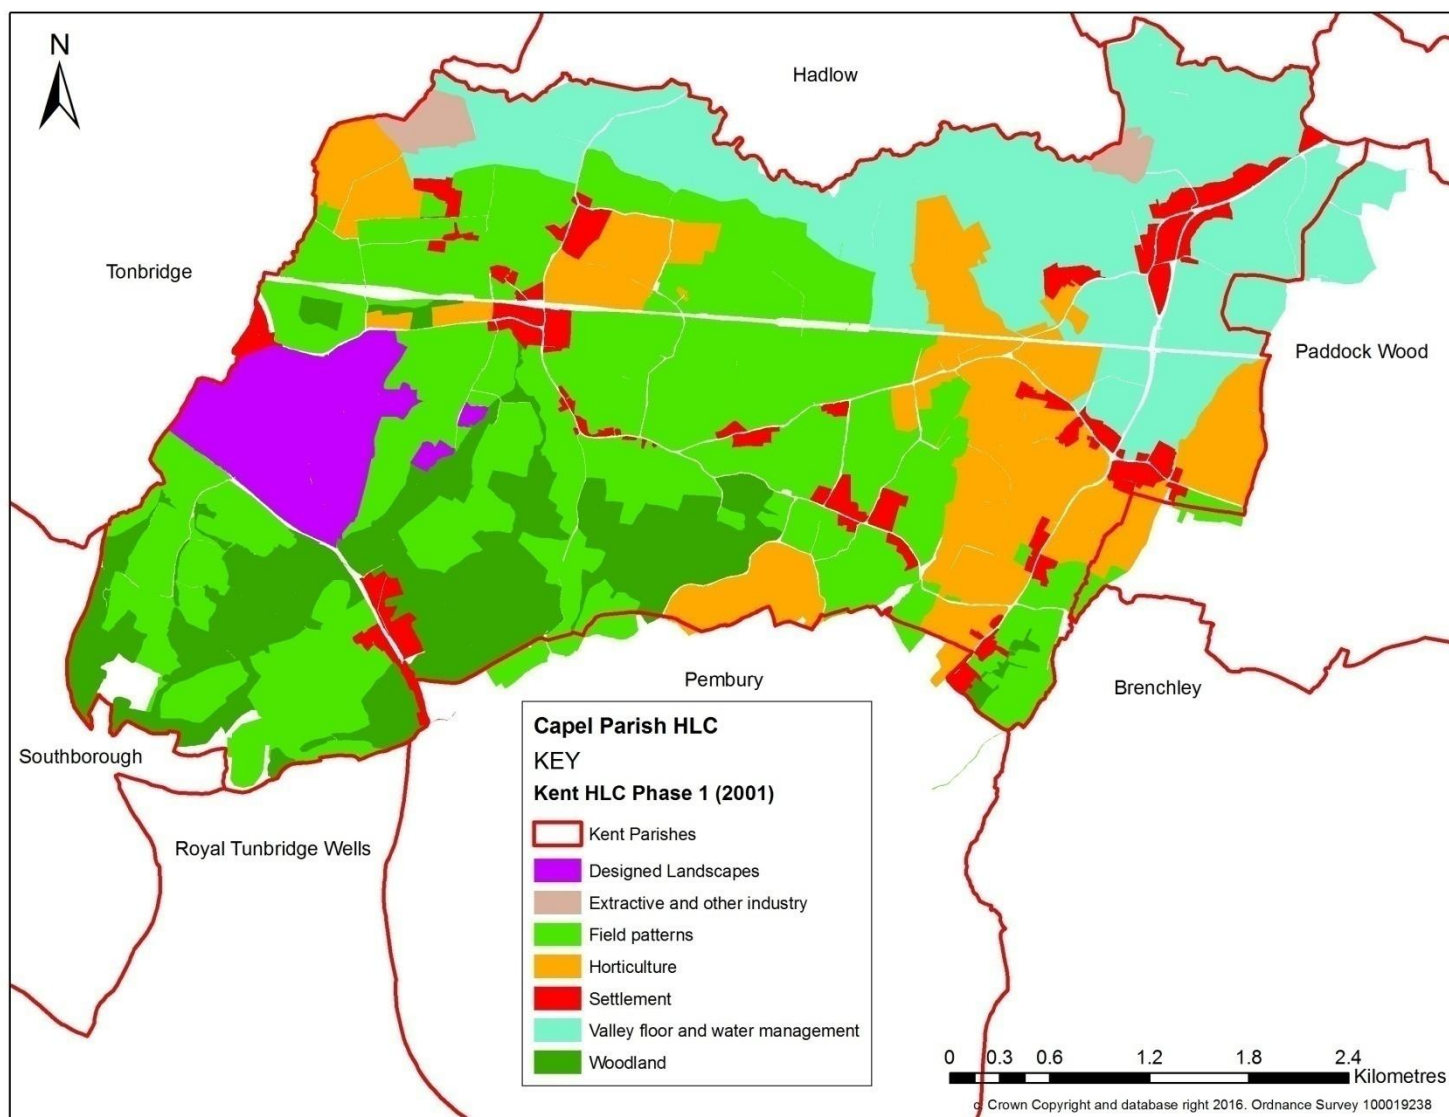 N
Hadlow
Tonbridge
Paddock Wood
Pembury
Brenchley
Southborough
Royal Tunbridge Wells
Capel Parish HLC
KEY
Kent HLC Phase 1 (2001)
Kent Parishes
Designed Landscapes
Extractive and other industry
Field patterns
Horticulture
Settlement
Valley floor and water management
Woodland
0 0.3 0.6 1.2 1.8 2.4
Kilometres
Crown Copyright and database right 2016. Ordnance Survey 100019238